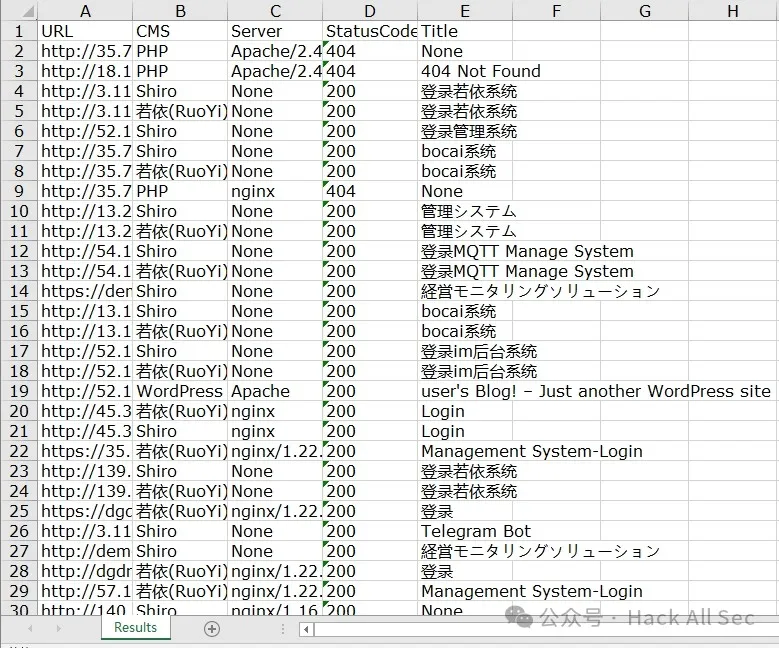 A B C D E F G H
1 URL CMS Server StatusCode Title
2 http://35.7 PHP Apache/2.4 404 None
3 http://18.1 PHP Apache/2.4 404 404 Not Found
4 http://3.11 Shiro None 200 登录若依系统
5 http://3.11 若依(RuoYi) None 200 登录若依系统
6 http://52.1 Shiro None 200 登录管理系统
7 http://35.7 Shiro None 200 bocai系统
8 http://35.7 若依(RuoYi) None 200 bocai系统
9 http://35.7 PHP nginx 404 None
10 http://13.2 Shiro None 200 管理システム
11 http://13.2 若依(RuoYi) None 200 管理システム
12 http://54.1 Shiro None 200 登录MQTT Manage System
13 http://54.1 若依(RuoYi) None 200 登录MQTT Manage System
14 https://den Shiro None 200 経営モニタリングソリューション
15 http://13.1 Shiro None 200 bocai系统
16 http://13.1 若依(RuoYi) None 200 bocai系统
17 http://52.1 Shiro None 200 登录im后台系统
18 http://52.1 若依(RuoYi) None 200 登录im后台系统
19 http://52.1 WordPress Apache 200 user's Blog! – Just another WordPress site
20 http://45.3 若依(RuoYi) nginx 200 Login
21 http://45.3 Shiro nginx 200 Login
22 https://35. 若依(RuoYi) nginx/1.22. 200 Management System-Login
23 http://139. Shiro None 200 登录若依系统
24 http://139. 若依(RuoYi) None 200 登录若依系统
25 https://dgd 若依(RuoYi) nginx/1.22. 200 登录
26 http://3.11 Shiro None 200 Telegram Bot
27 http://dem Shiro None 200 経営モニタリングソリューション
28 http://dgdr 若依(RuoYi) nginx/1.22. 200 登录
29 http://57.1 若依(RuoYi) nginx/1.22. 200 Management System-Login
30 http://140 Shiro nginx/1.16 200 None
公众号 · Hack All Sec
Results